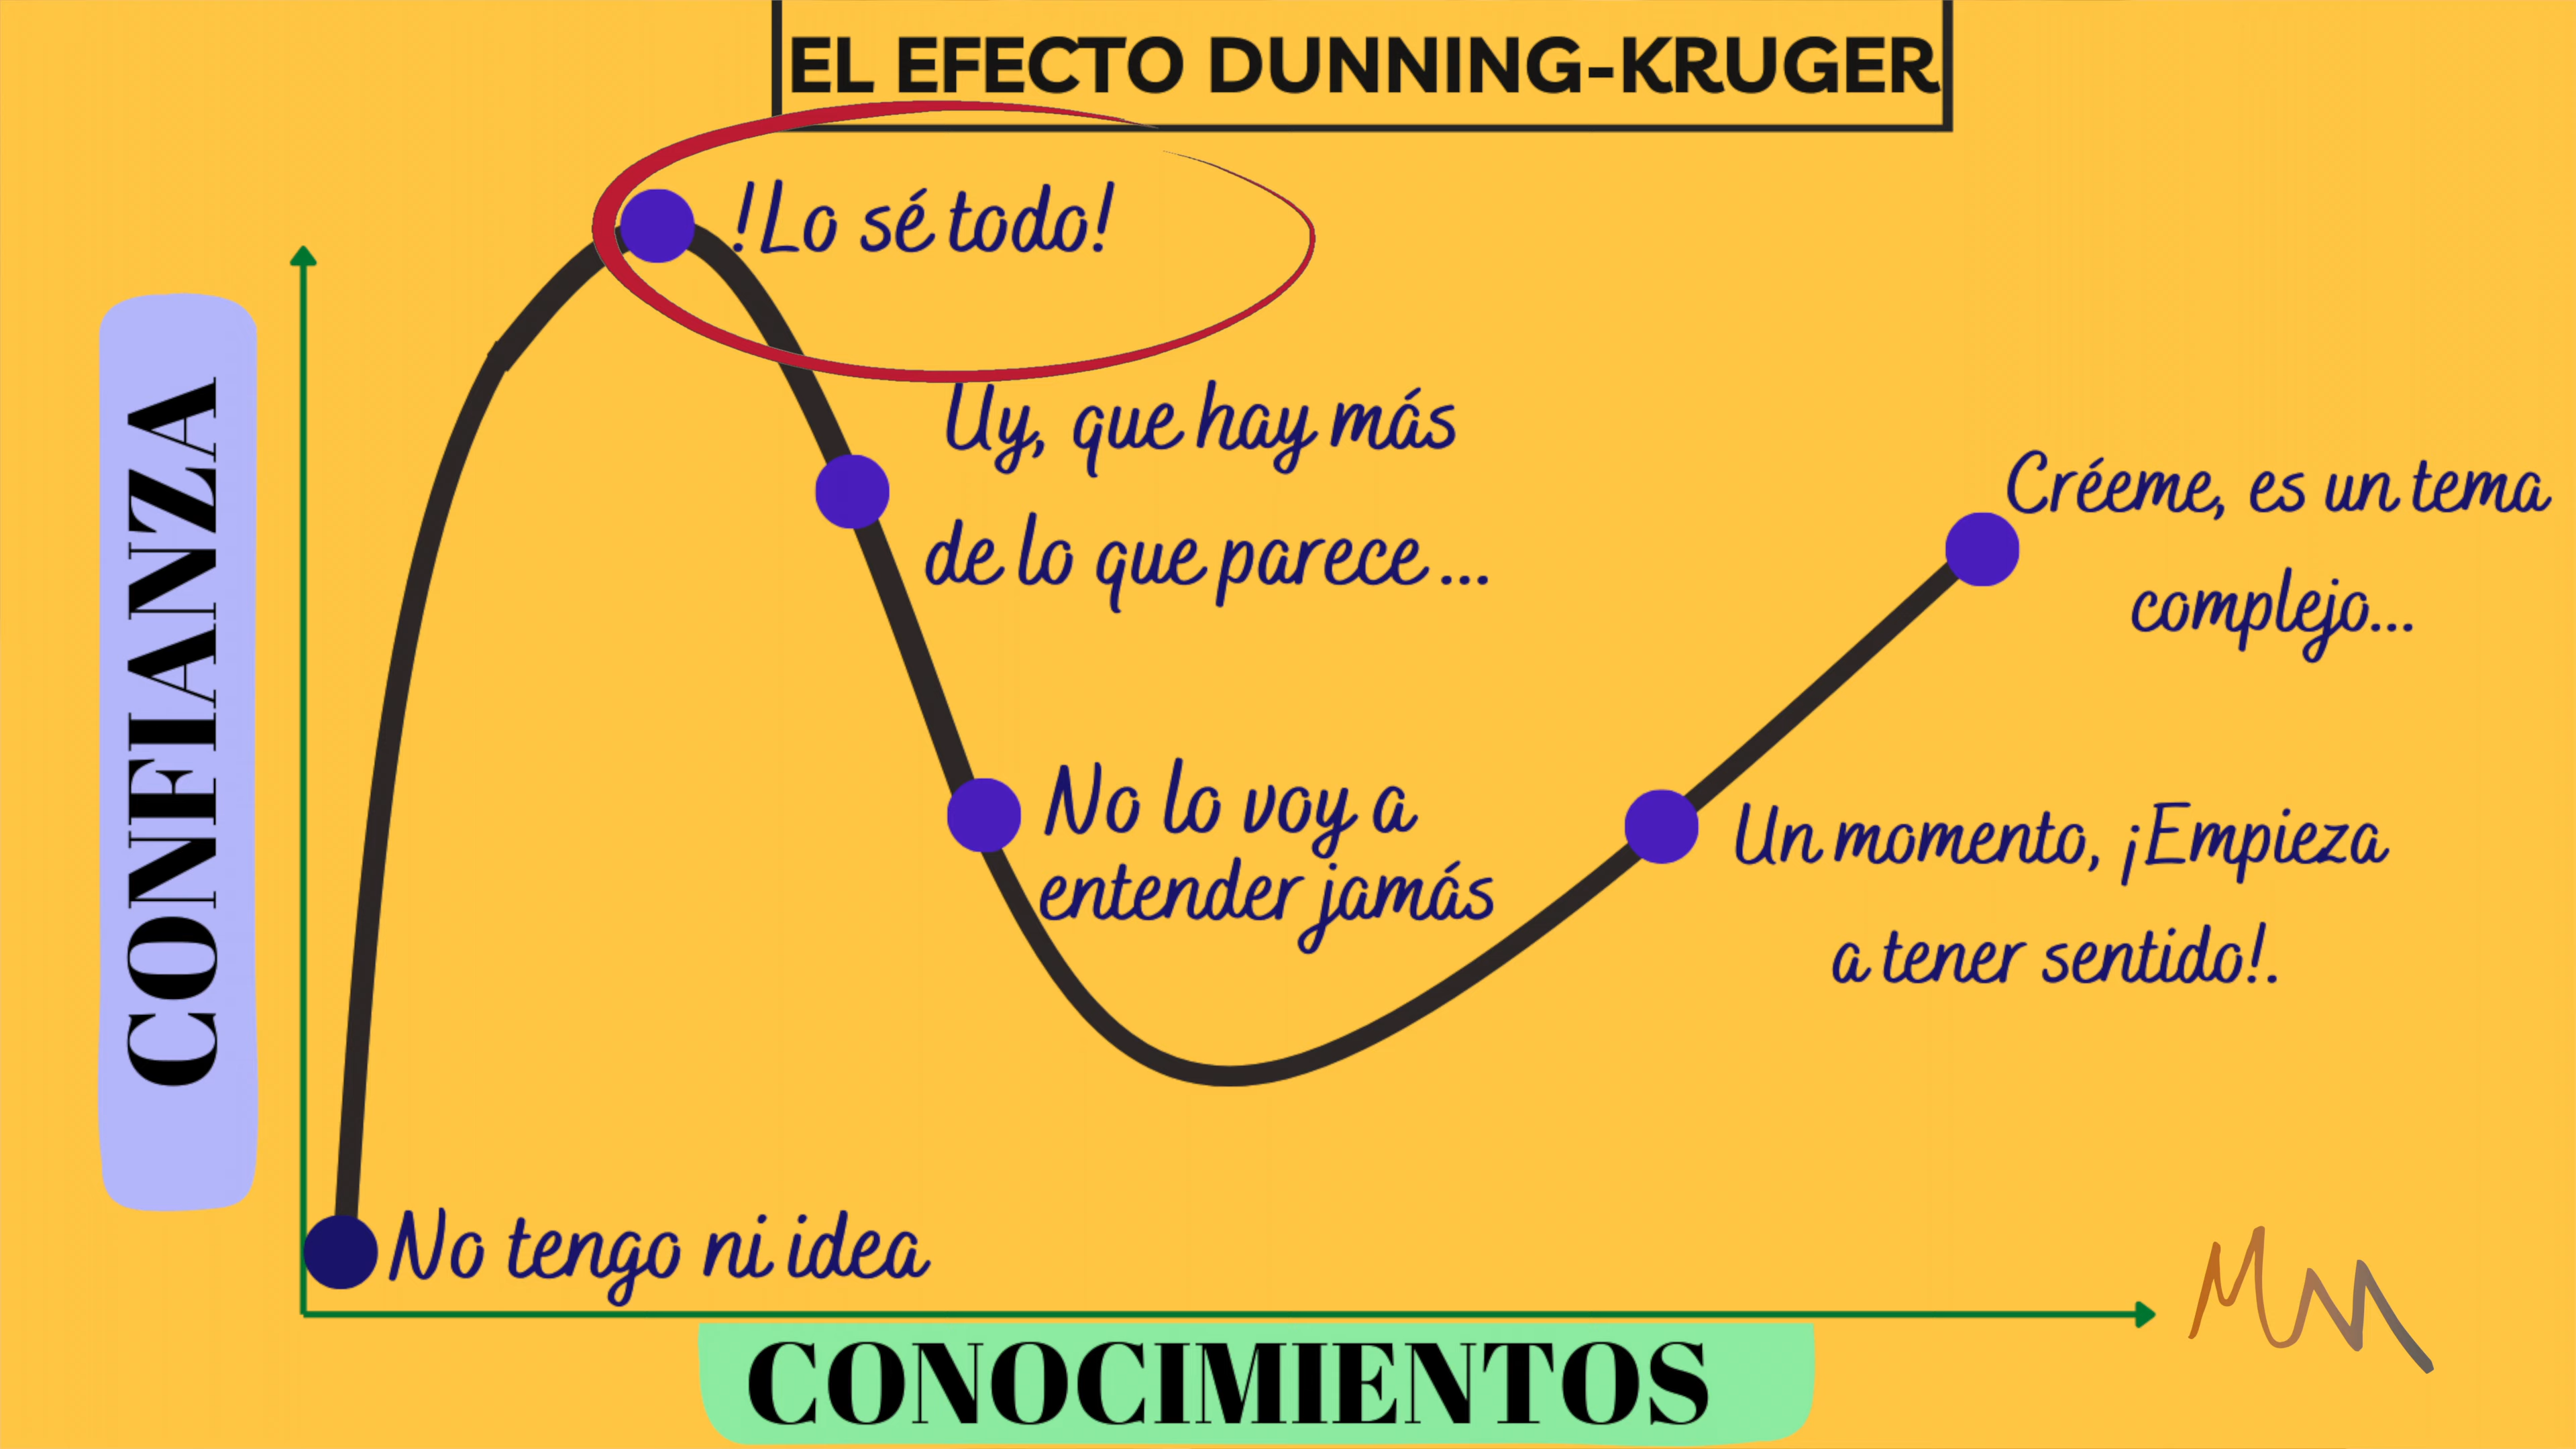 EL EFECTO DUNNING-KRUGER
!Lo sé todo!
Uy, que hay más
de lo que parece...
Créeme, es un tema
complejo...
CONFIANZA
No lo voy a
entender jamás
Un momento, ¡Empieza
a tener sentido!.
No tengo ni idea
CONOCIMIENTOS